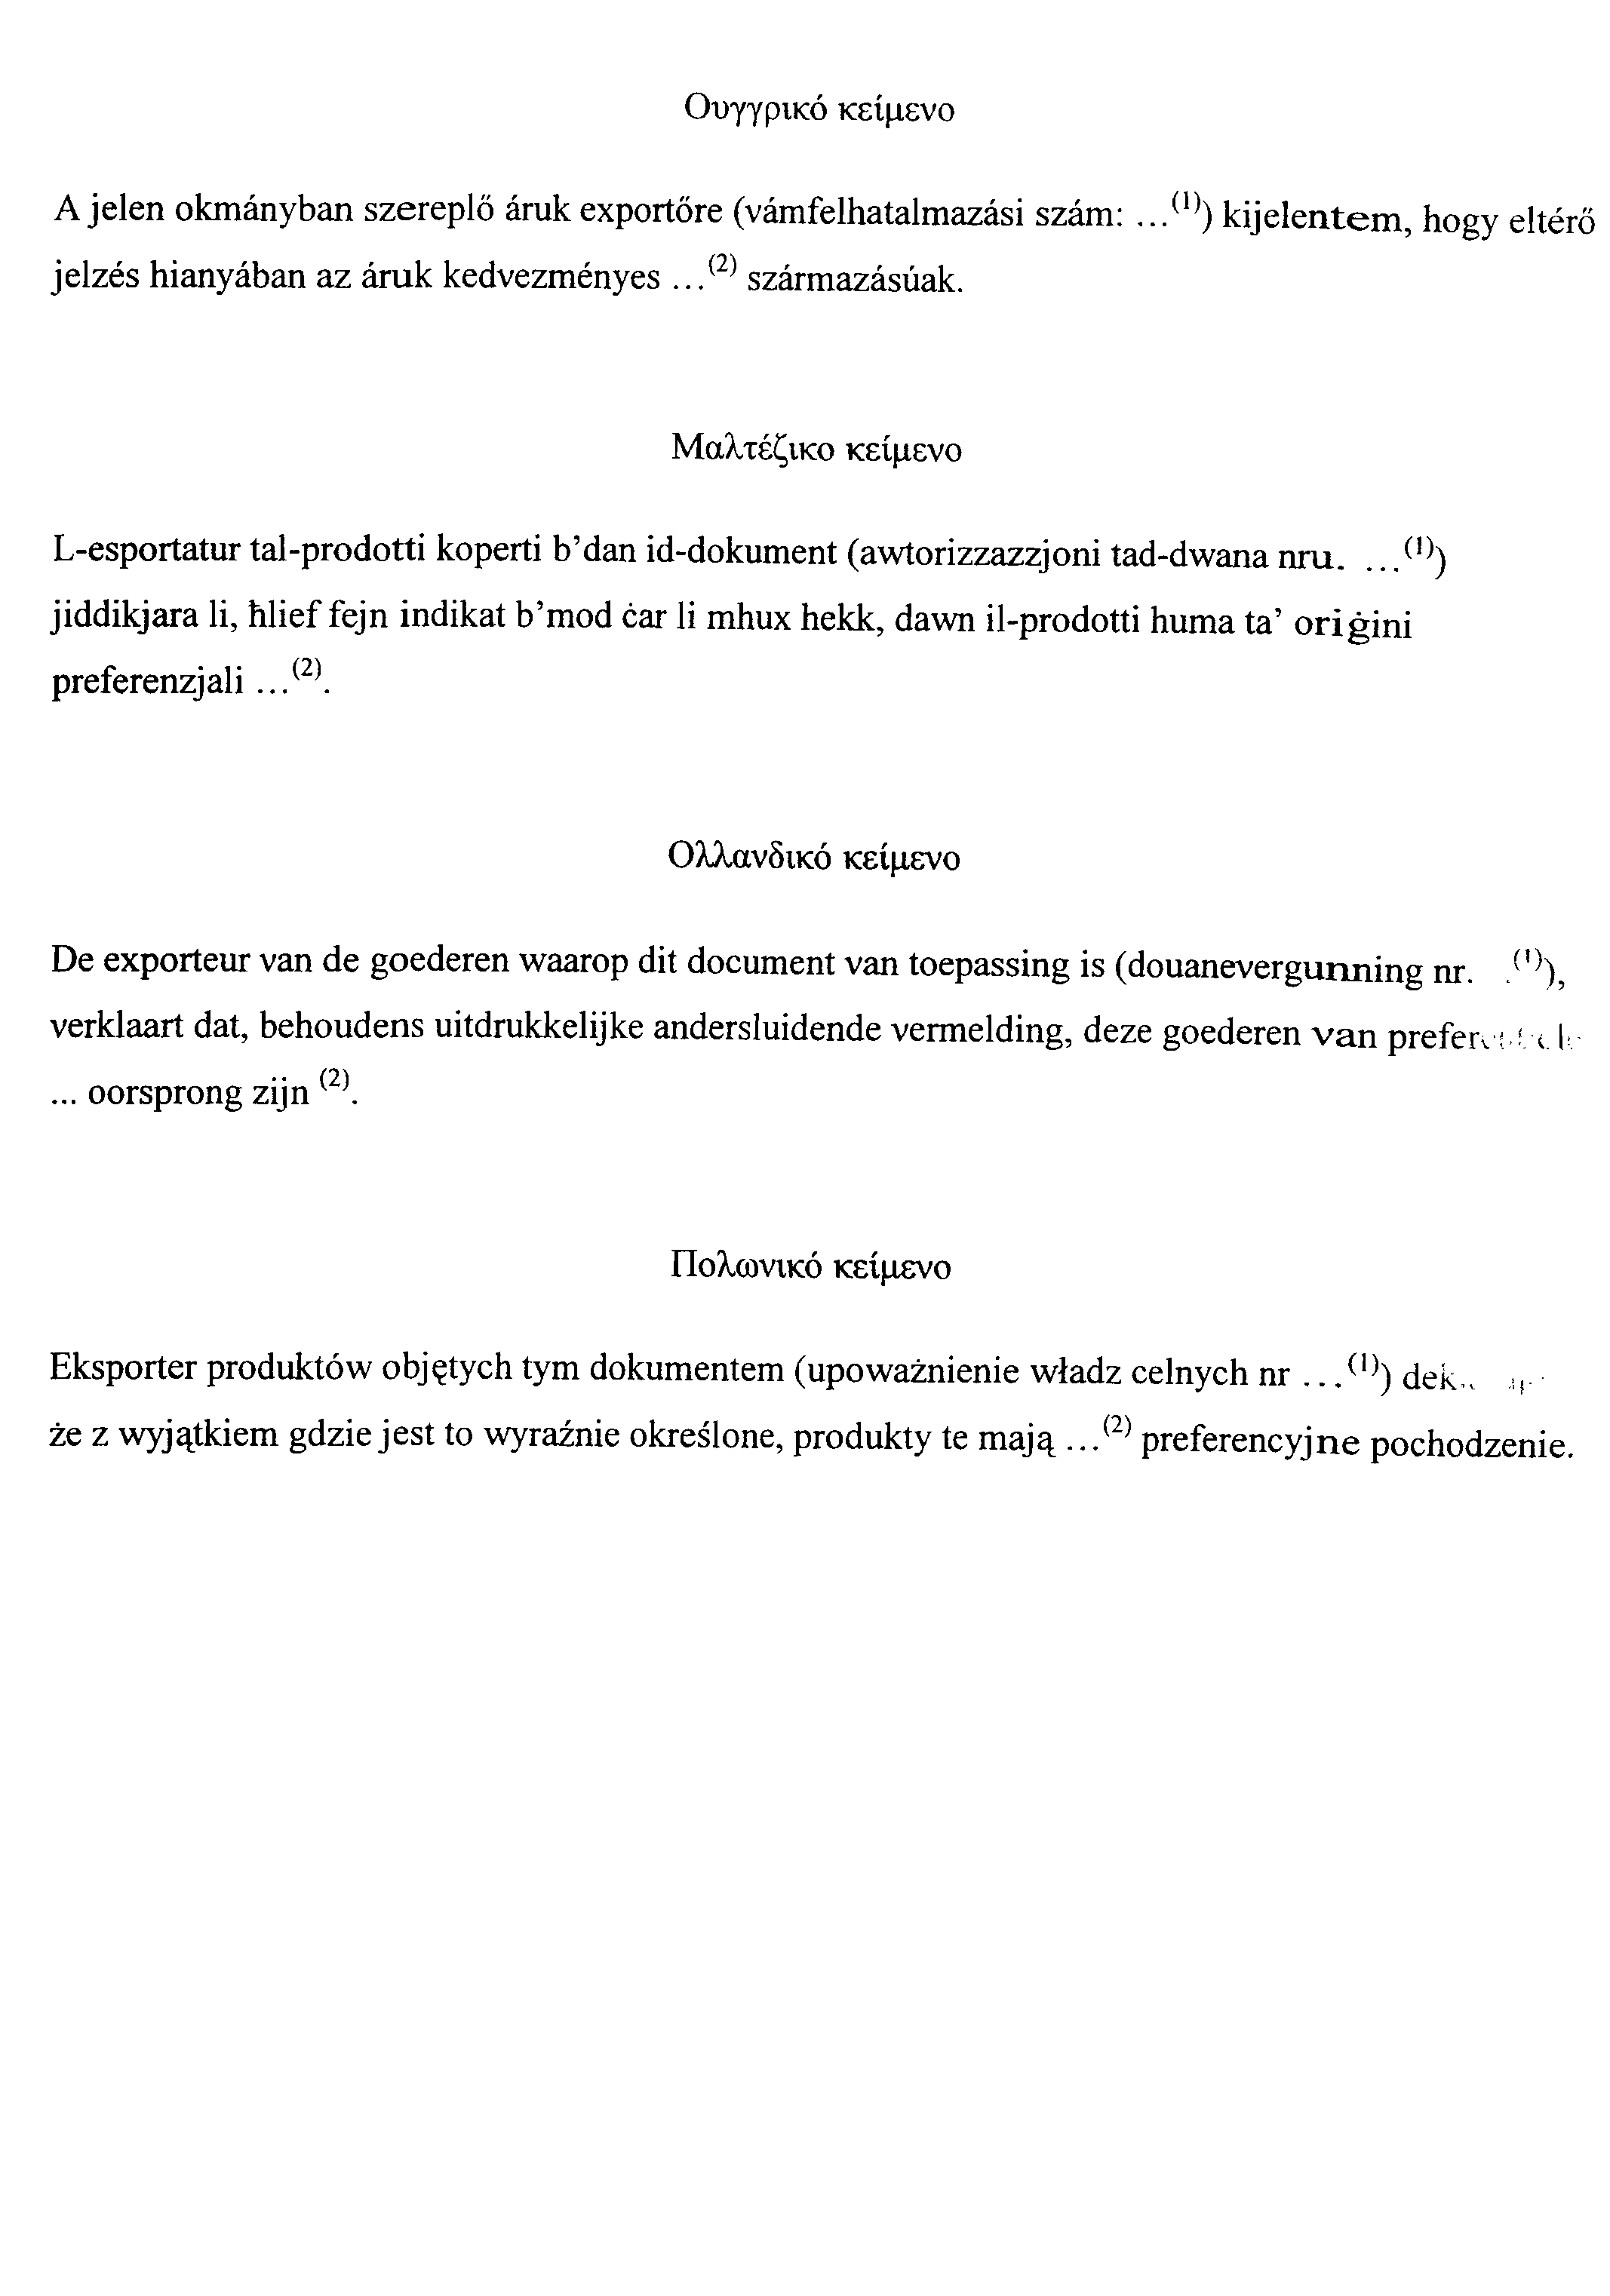 Ουγγρικό κείμενο
A jelen okmányban szereplő áruk exportőre (vámfelhatalmazási szám: ...(1)) kijelentem, hogy eltérő
jelzés hianyában az áruk kedvezményes ...(2) származásúak.
Μαλτέζικο κείμενο
L-esportatur tal-prodotti koperti b’dan id-dokument (awtorizzazzjoni tad-dwana nru. ...(1))
jiddikjara li, ħlief fejn indikat b’mod ċar li mhux hekk, dawn il-prodotti huma ta’ oriġini
preferenzjali ...(2).
Ολλανδικό κείμενο
De exporteur van de goederen waarop dit document van toepassing is (douanevergunning nr. .(1)),
verklaart dat, behoudens uitdrukkelijke andersluidende vermelding, deze goederen van
... oorsprong zijn (2).
Πολωνικό κείμενο
Eksporter produktów objętych tym dokumentem (upoważnienie władz celnych nr ...(1))
że z wyjątkiem gdzie jest to wyraźnie określone, produkty te mają ...(2) preferencyjne pochodzenie.